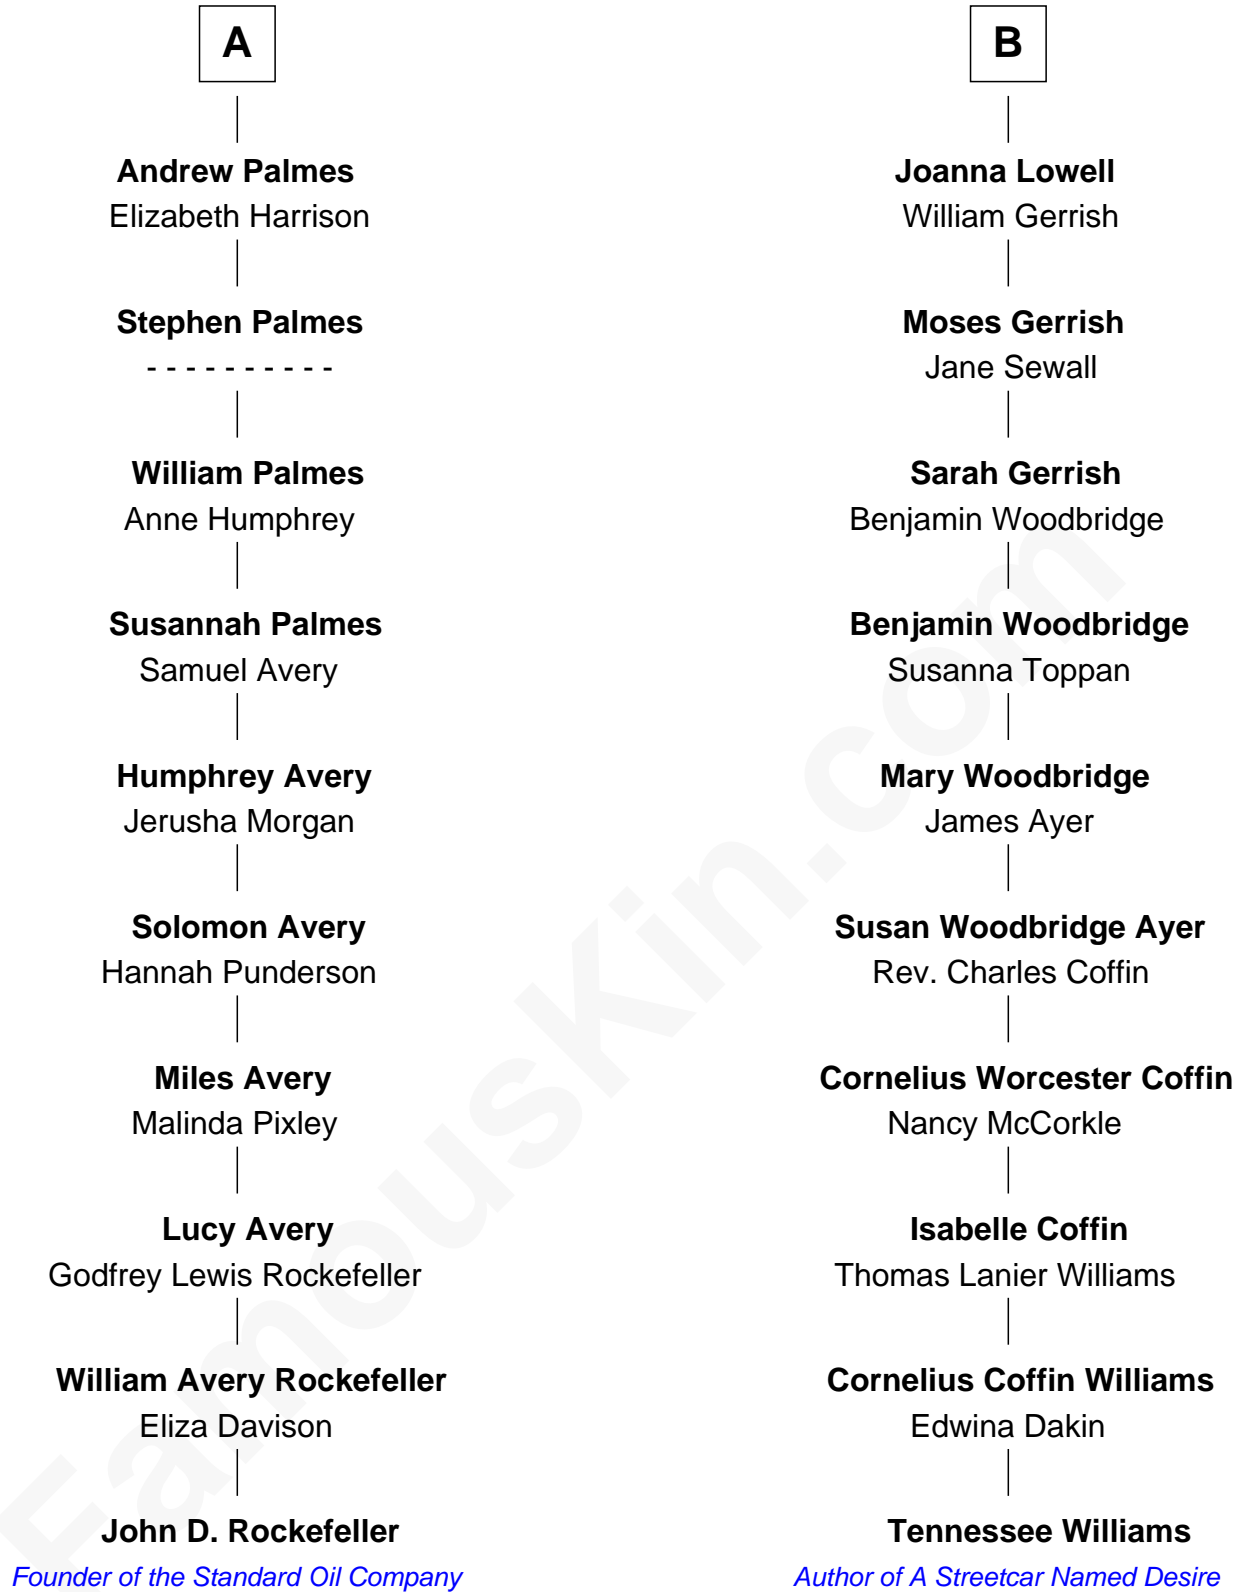 A
Andrew Palmes
Elizabeth Harrison
Stephen Palmes
- - - - - - - - - -
William Palmes
Anne Humphrey
Susannah Palmes
Samuel Avery
Humphrey Avery
Jerusha Morgan
Solomon Avery
Hannah Punderson
Miles Avery
Malinda Pixley
Lucy Avery
Godfrey Lewis Rockefeller
William Avery Rockefeller
Eliza Davison
John D. Rockefeller
Founder of the Standard Oil Company
B
Joanna Lowell
William Gerrish
Moses Gerrish
Jane Sewall
Sarah Gerrish
Benjamin Woodbridge
Benjamin Woodbridge
Susanna Toppan
Mary Woodbridge
James Ayer
Susan Woodbridge Ayer
Rev. Charles Coffin
Cornelius Worcester Coffin
Nancy McCorkle
Isabelle Coffin
Thomas Lanier Williams
Cornelius Coffin Williams
Edwina Dakin
Tennessee Williams
Author of A Streetcar Named Desire
FamousKin.com